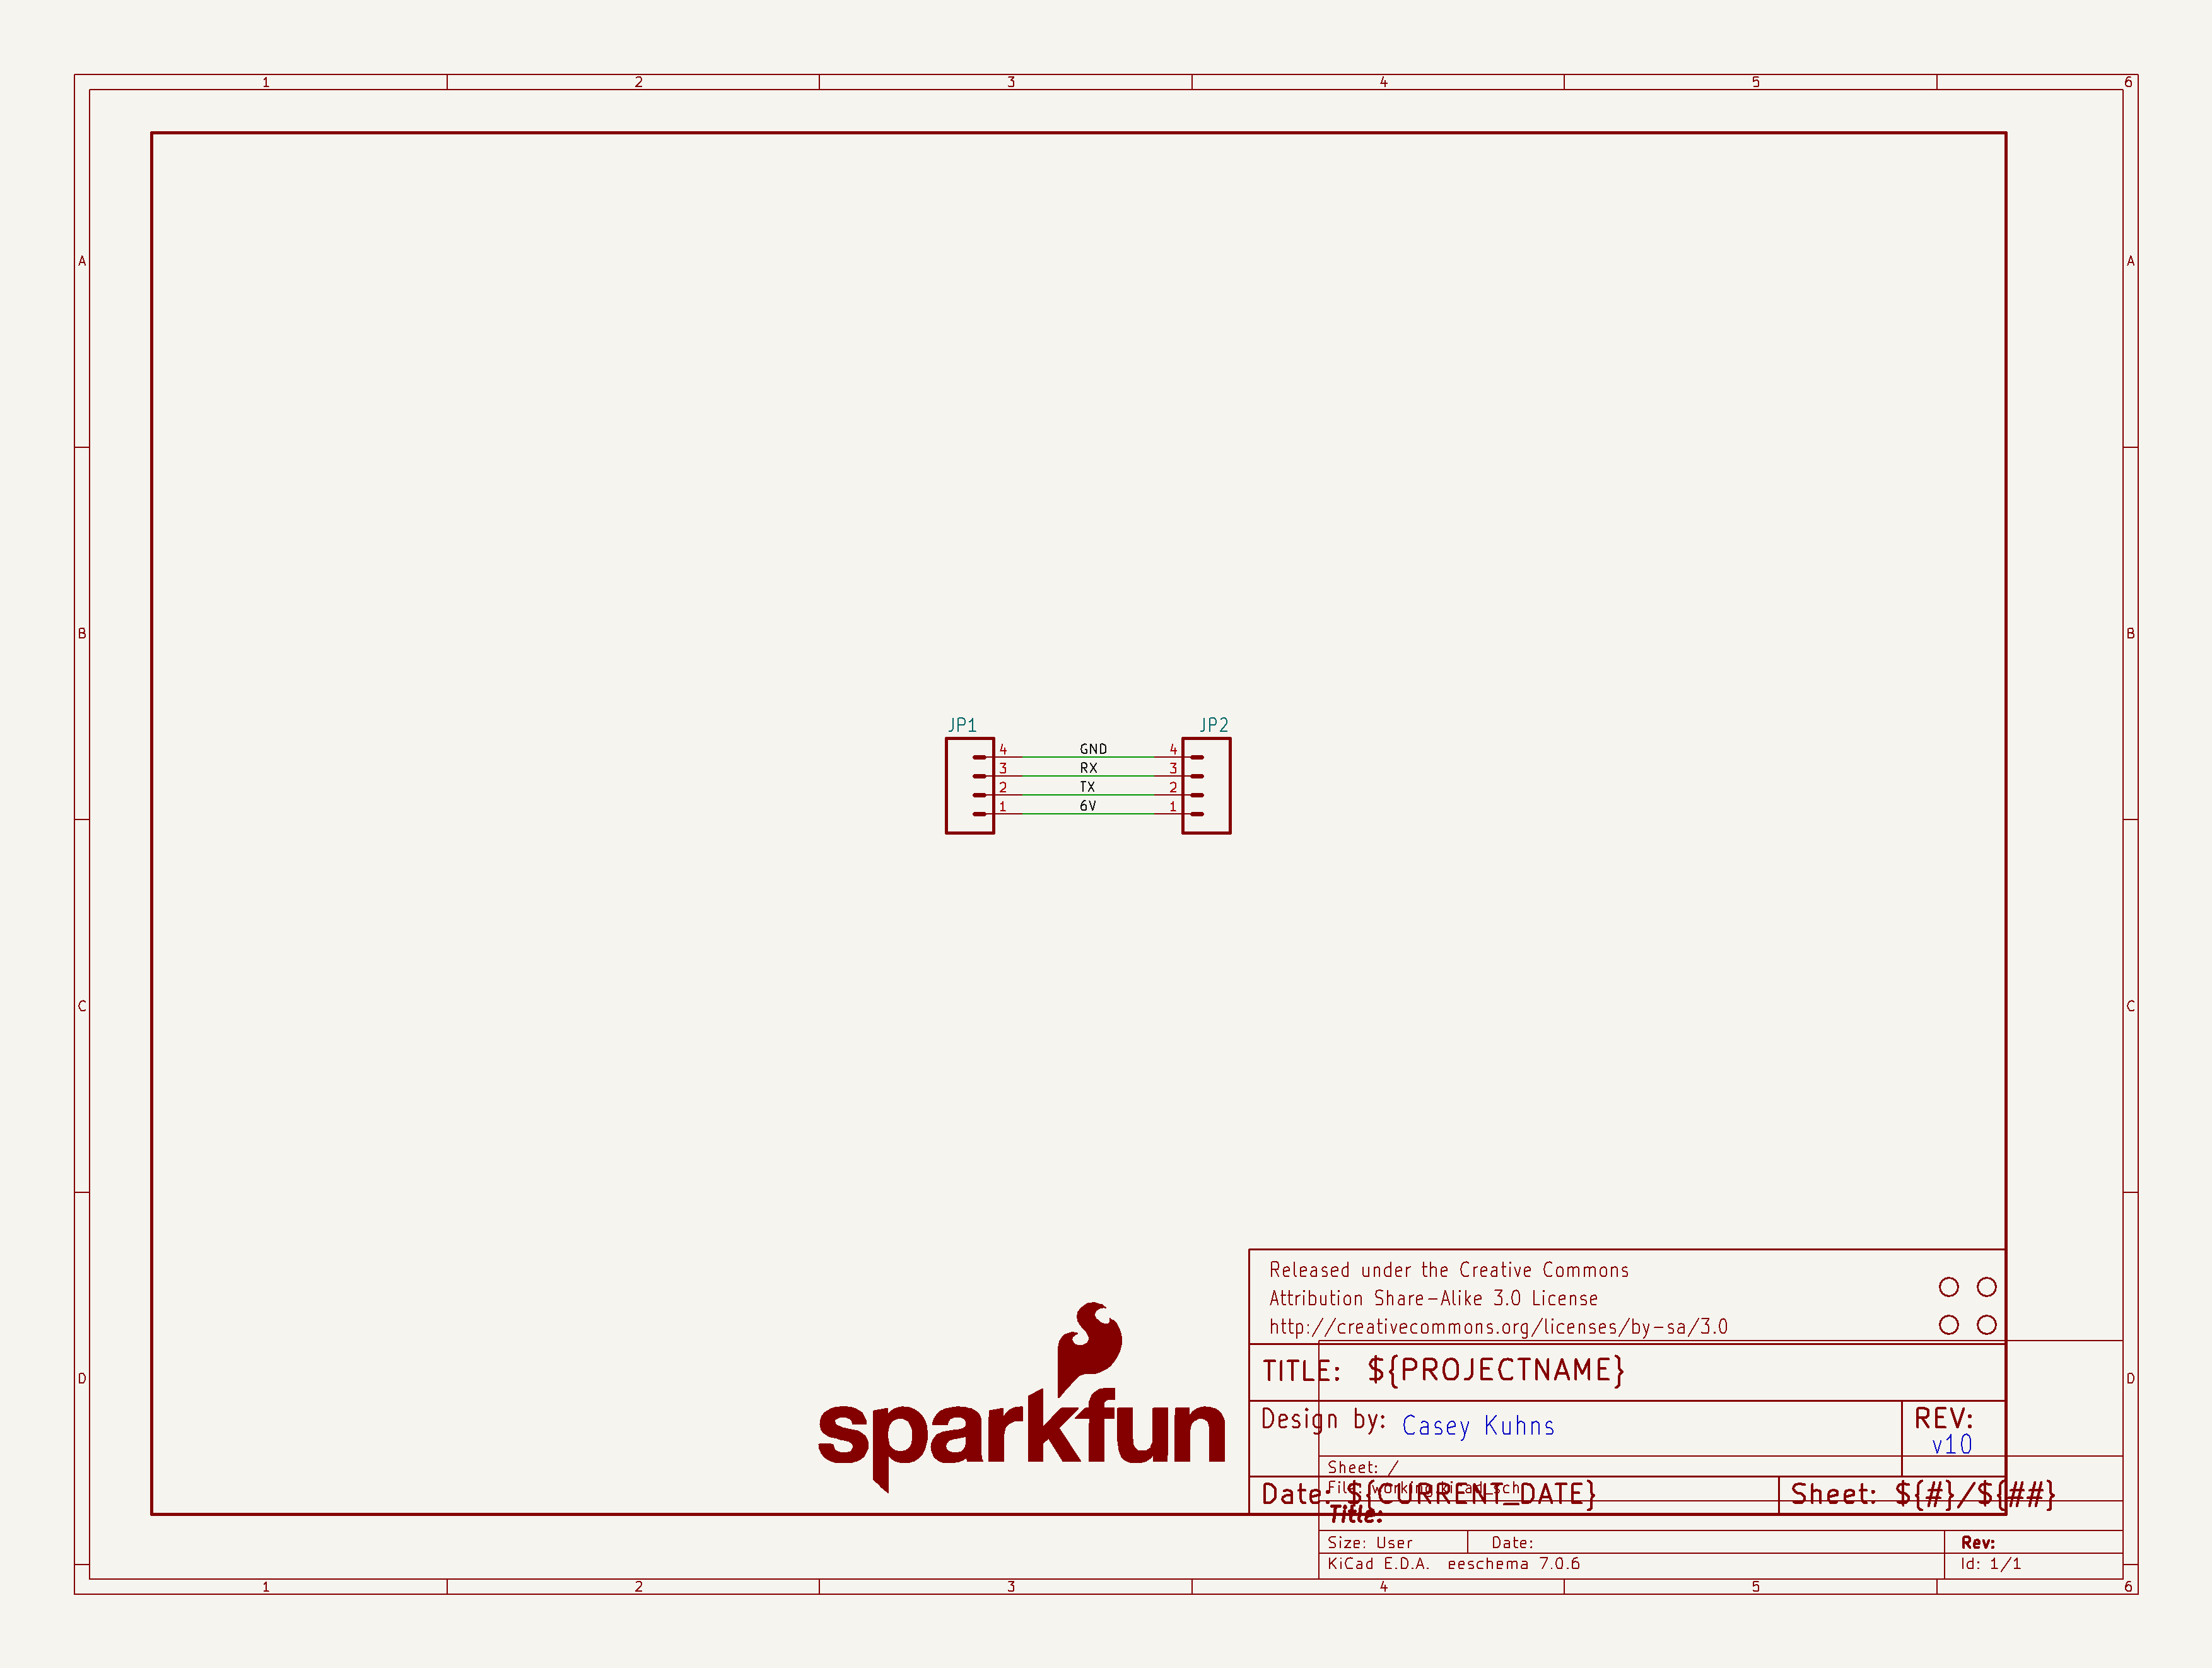 1 2 3 4 5 6
A A
B B
JP1 JP2
4 GND 4
3 RX 3
2 TX 2
1 6V 1
C C
Released under the Creative Commons
Attribution Share-Alike 3.0 License
http://creativecommons.org/licenses/by-sa/3.0
TITLE: ${PROJECTNAME}
D D
sparkfun
Design by: Casey Kuhns
REV:
v10
Sheet: /
File: working.kicad_sch
Date: ${CURRENT_DATE}
Sheet: ${#}/${##}
Title:
Size: User Date: Rev:
KiCad E.D.A. eeschema 7.0.6 Id: 1/1
1 2 3 4 5 6